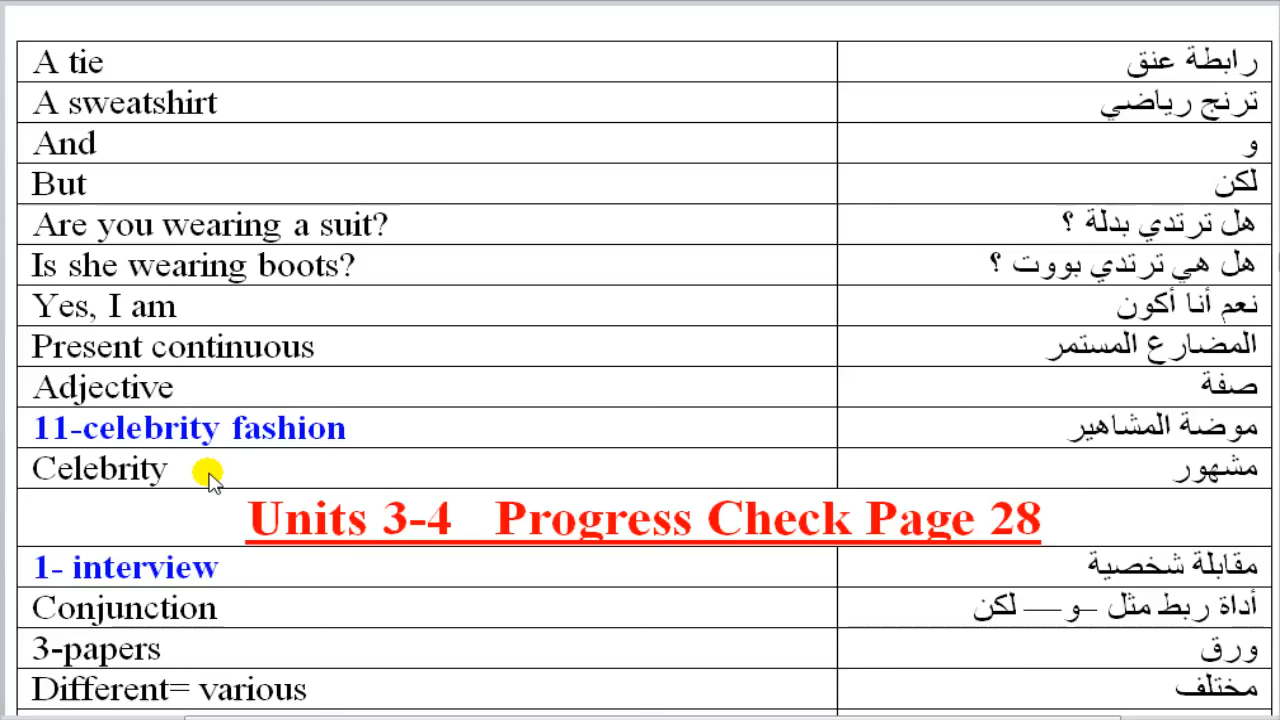 A tie رابطة عنق
A sweatshirt ترنج رياضي
And و
But لكن
Are you wearing a suit? هل ترتدي بدلة ؟
Is she wearing boots? هل هي ترتدي بووت ؟
Yes, I am نعم أنا أكون
Present continuous المضارع المستمر
Adjective صفة
11-celebrity fashion موضة المشاهير
Celebrity مشهور
Units 3-4 Progress Check Page 28
1- interview مقابلة شخصية
Conjunction أداة ربط مثل –و— لكن
3-papers ورق
Different= various مختلف